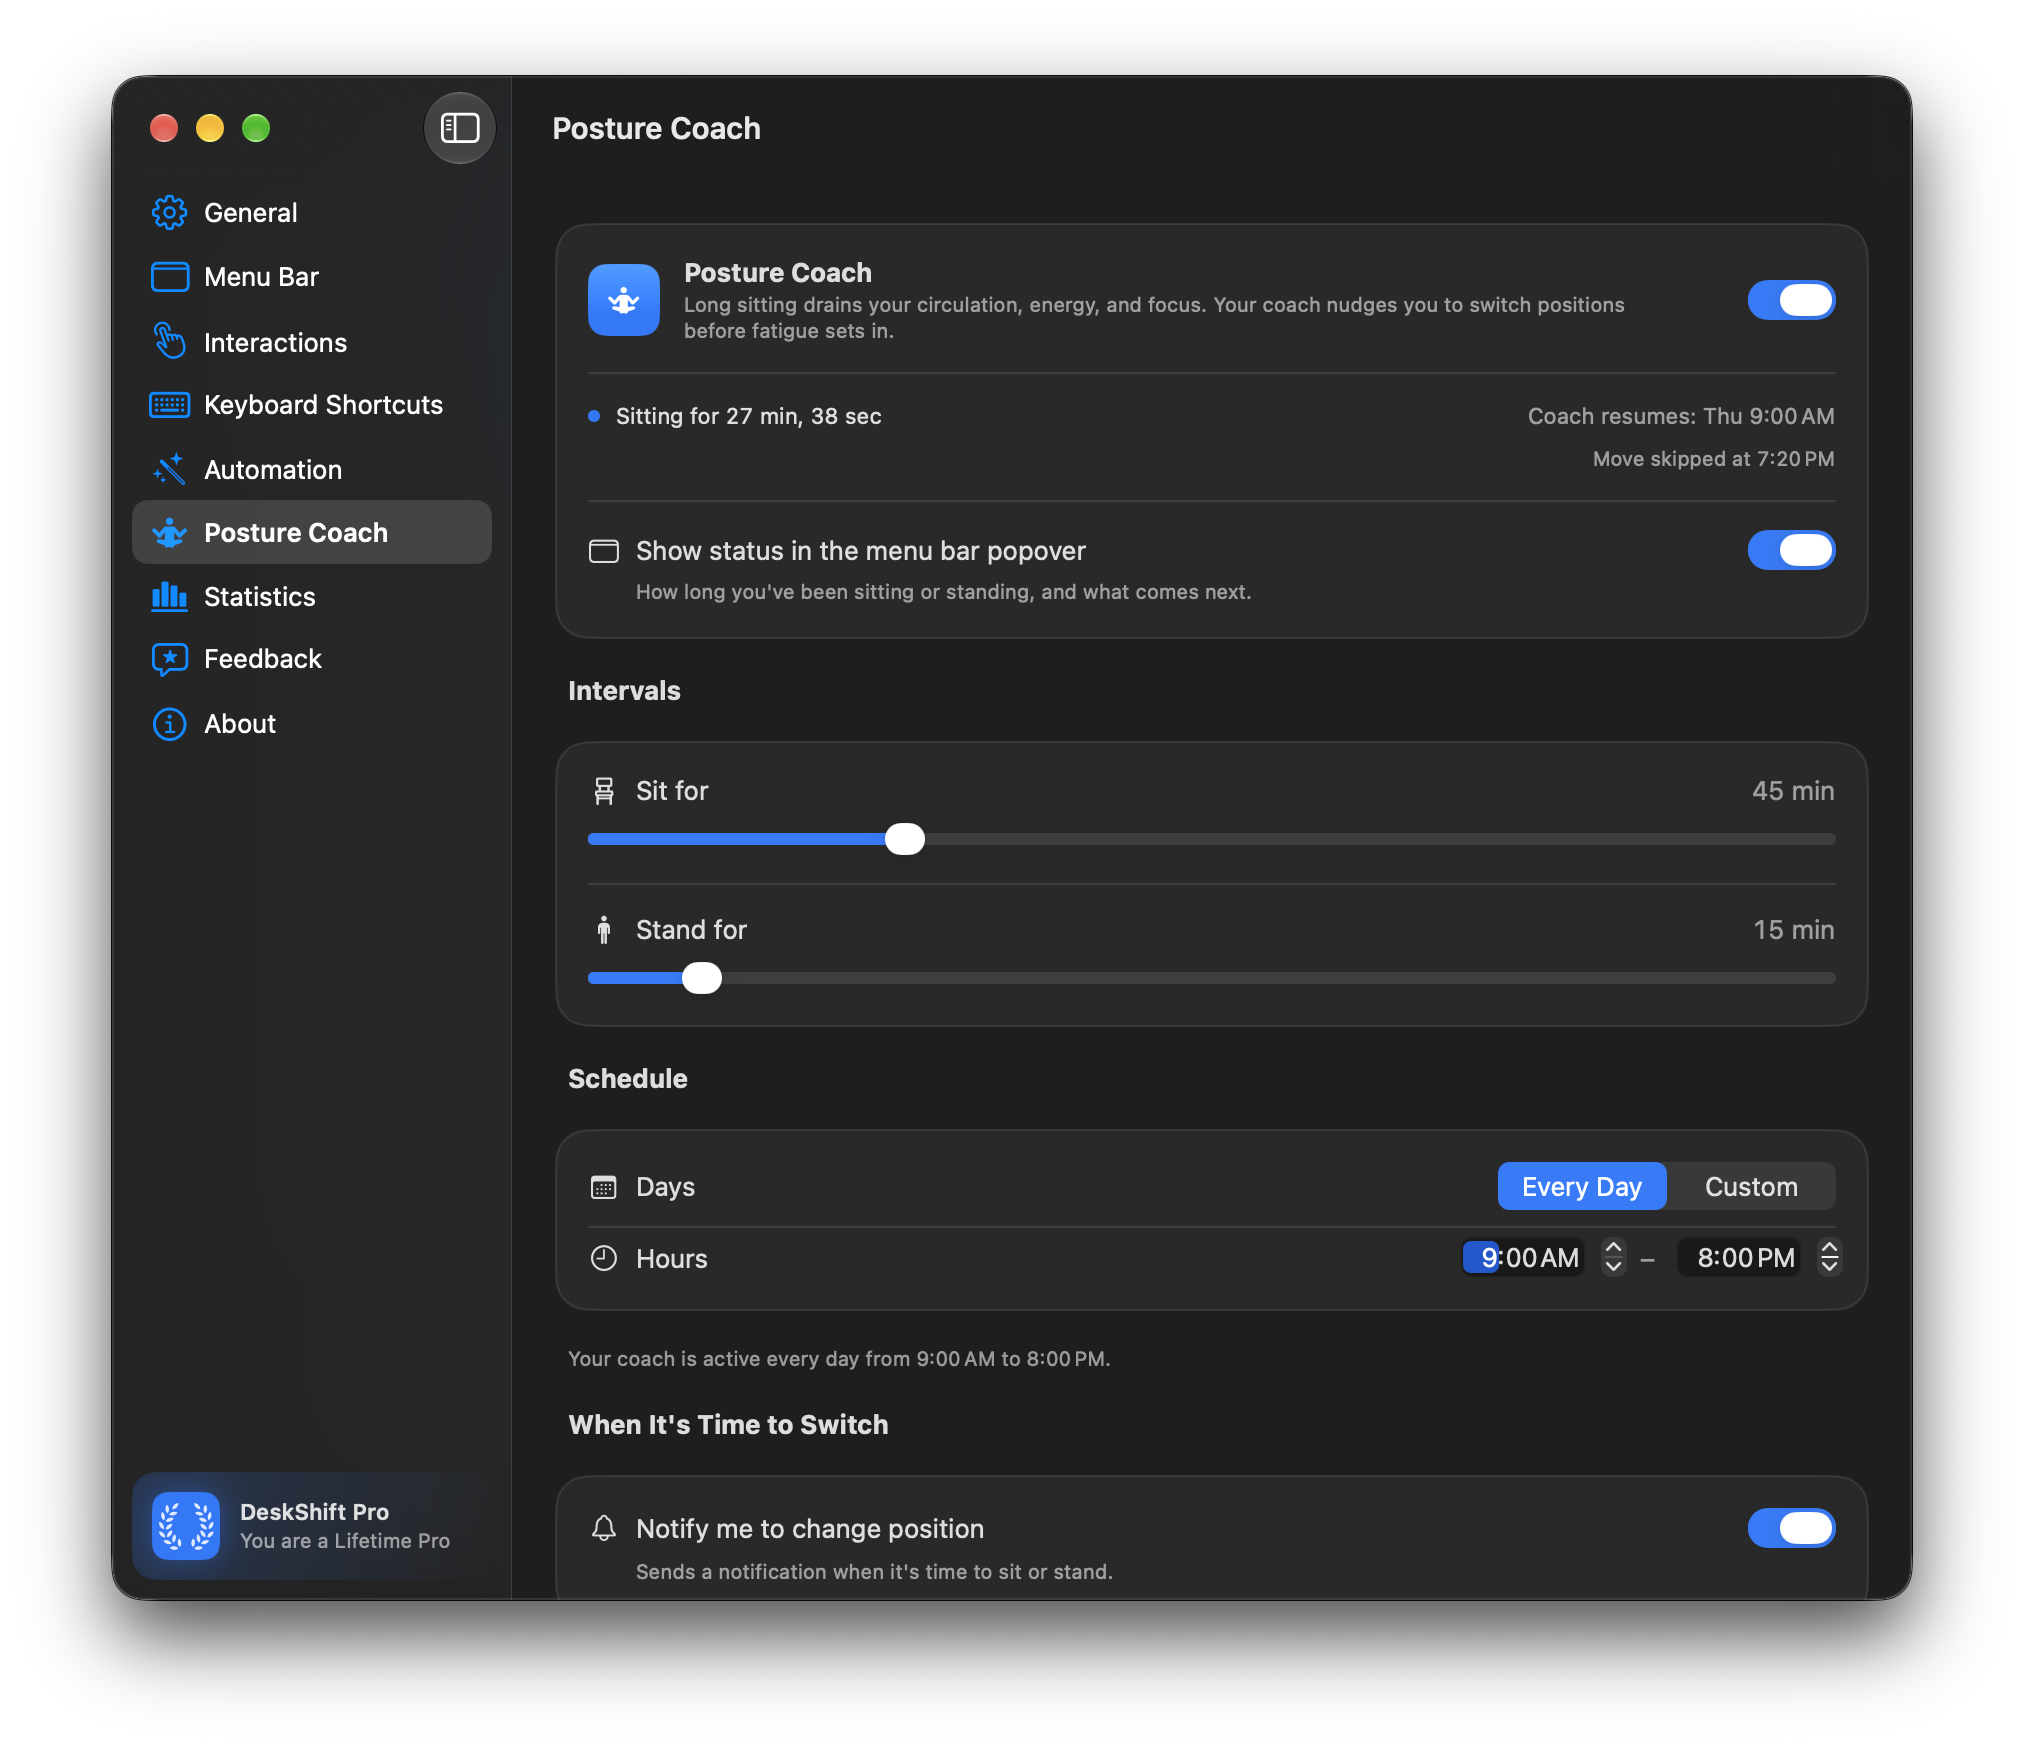 Posture Coach
General
Menu Bar
Interactions
Keyboard Shortcuts
Automation
Posture Coach
Statistics
Feedback
About
DeskShift Pro
You are a Lifetime Pro
Posture Coach
Long sitting drains your circulation, energy, and focus. Your coach nudges you to switch positions
before fatigue sets in.
Sitting for 27 min, 38 sec
Coach resumes: Thu 9:00 AM
Move skipped at 7:20 PM
Show status in the menu bar popover
How long you've been sitting or standing, and what comes next.
Intervals
Sit for
45 min
Stand for
15 min
Schedule
Days
Every Day
Custom
Hours
9:00 AM – 8:00 PM
Your coach is active every day from 9:00 AM to 8:00 PM.
When It's Time to Switch
Notify me to change position
Sends a notification when it's time to sit or stand.